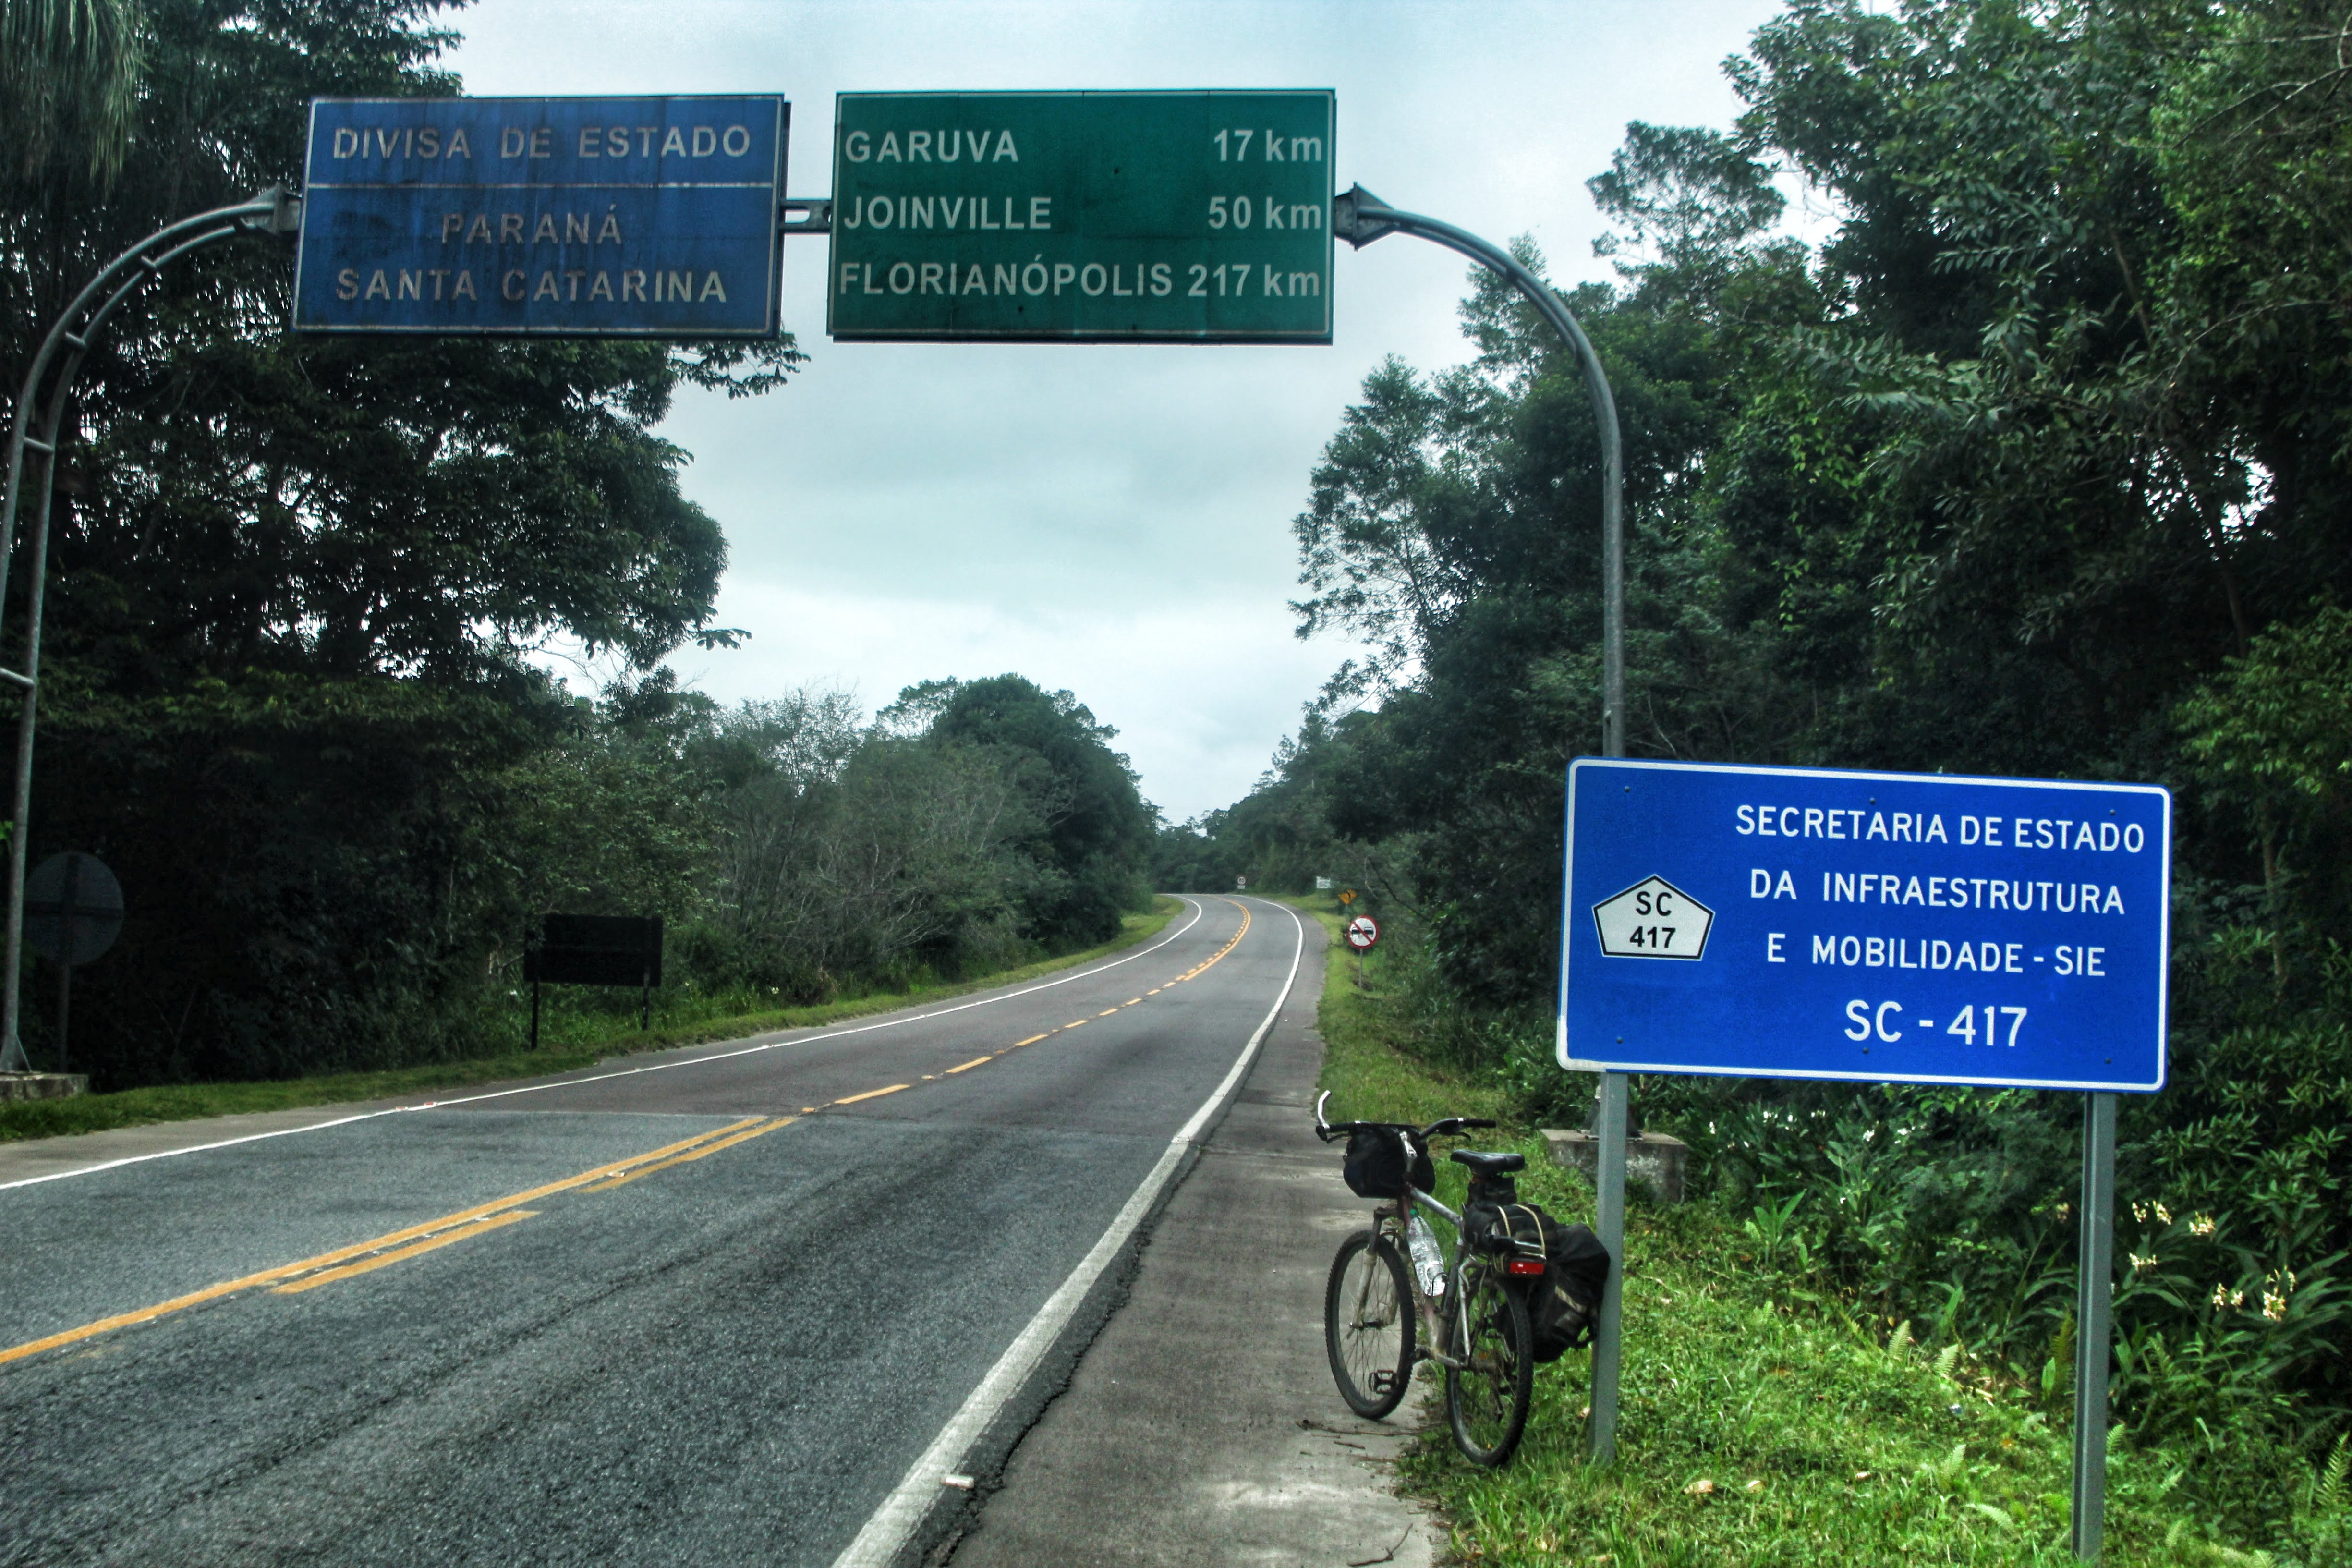 DIVISA DE ESTADO
PARANÁ
SANTA CATARINA
GARUVA 17 km
JOINVILLE 50 km
FLORIANÓPOLIS 217 km
SECRETARIA DE ESTADO
DA INFRAESTRUTURA
E MOBILIDADE - SIE
SC - 417
SC
417